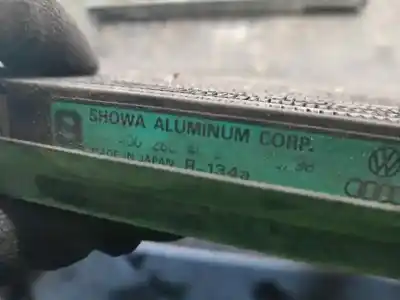 SHOWA ALUMINUM CORP.
MADE IN JAPAN R-134a